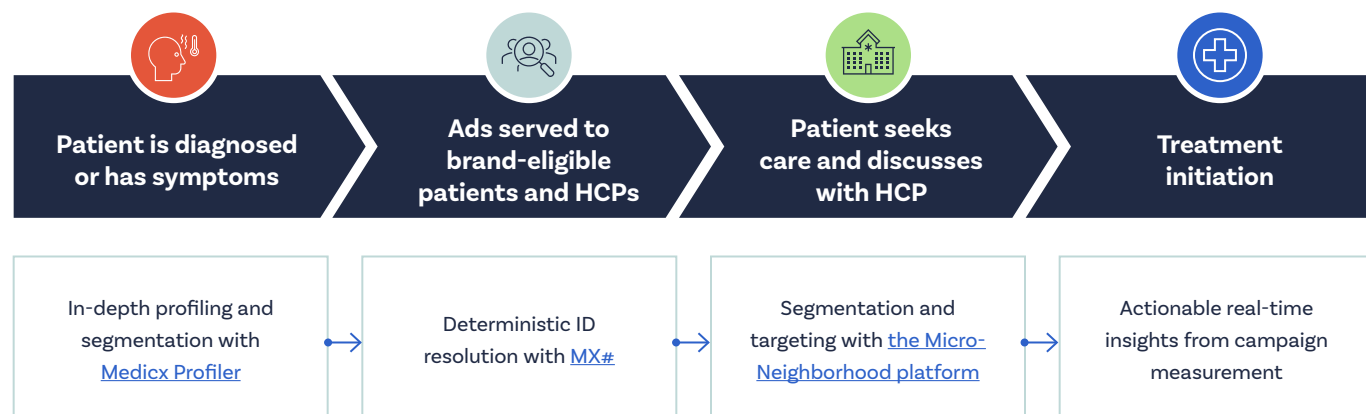 Patient is diagnosed
or has symptoms
Ads served to
brand-eligible
patients and HCPs
Patient seeks
care and discusses
with HCP
Treatment
initiation
In-depth profiling and
segmentation with
Medicx Profiler
Deterministic ID
resolution with MX#
Segmentation and
targeting with the Micro-
Neighborhood platform
Actionable real-time
insights from campaign
measurement